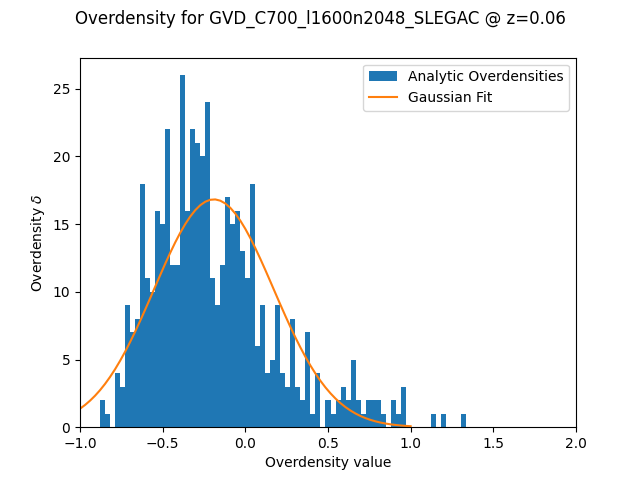 Overdensity for GVD_C700_l1600n2048_SLEGAC @ z=0.06
Analytic Overdensities
Gaussian Fit
Overdensity δ
25
20
15
10
5
0
−1.0 −0.5 0.0 0.5 1.0 1.5 2.0
Overdensity value